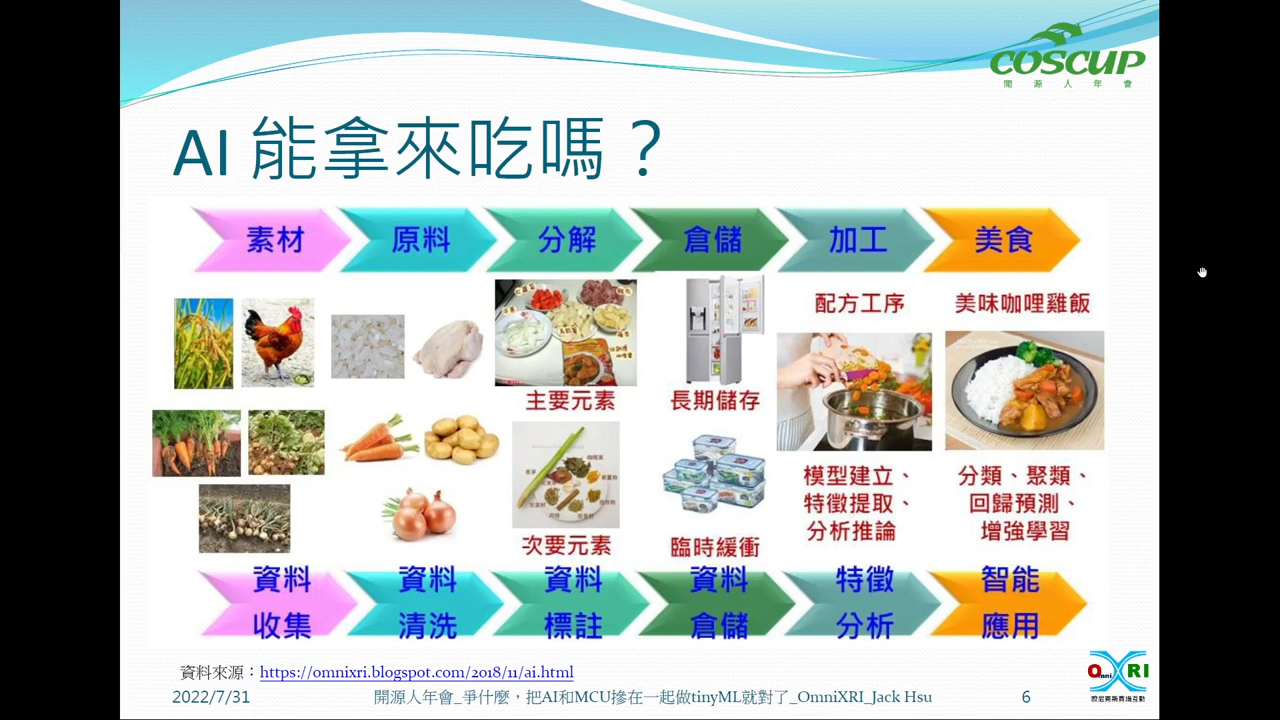 COSCUP
開源人年會
AI 能拿來吃嗎？
素材
原料
分解
倉儲
加工
美食
配方工序
美味咖哩雞飯
主要元素
長期儲存
模型建立、
特徵提取、
分析推論
分類、聚類、
回歸預測、
增強學習
次要元素
臨時緩衝
資料
收集
資料
清洗
資料
標註
資料
倉儲
特徵
分析
智能
應用
資料來源：https://omnixri.blogspot.com/2018/11/ai.html
2022/7/31
開源人年會_爭什麼，把AI和MCU摻在一起做tinyML就對了_OmniXRI_Jack Hsu
6
OmniXRI